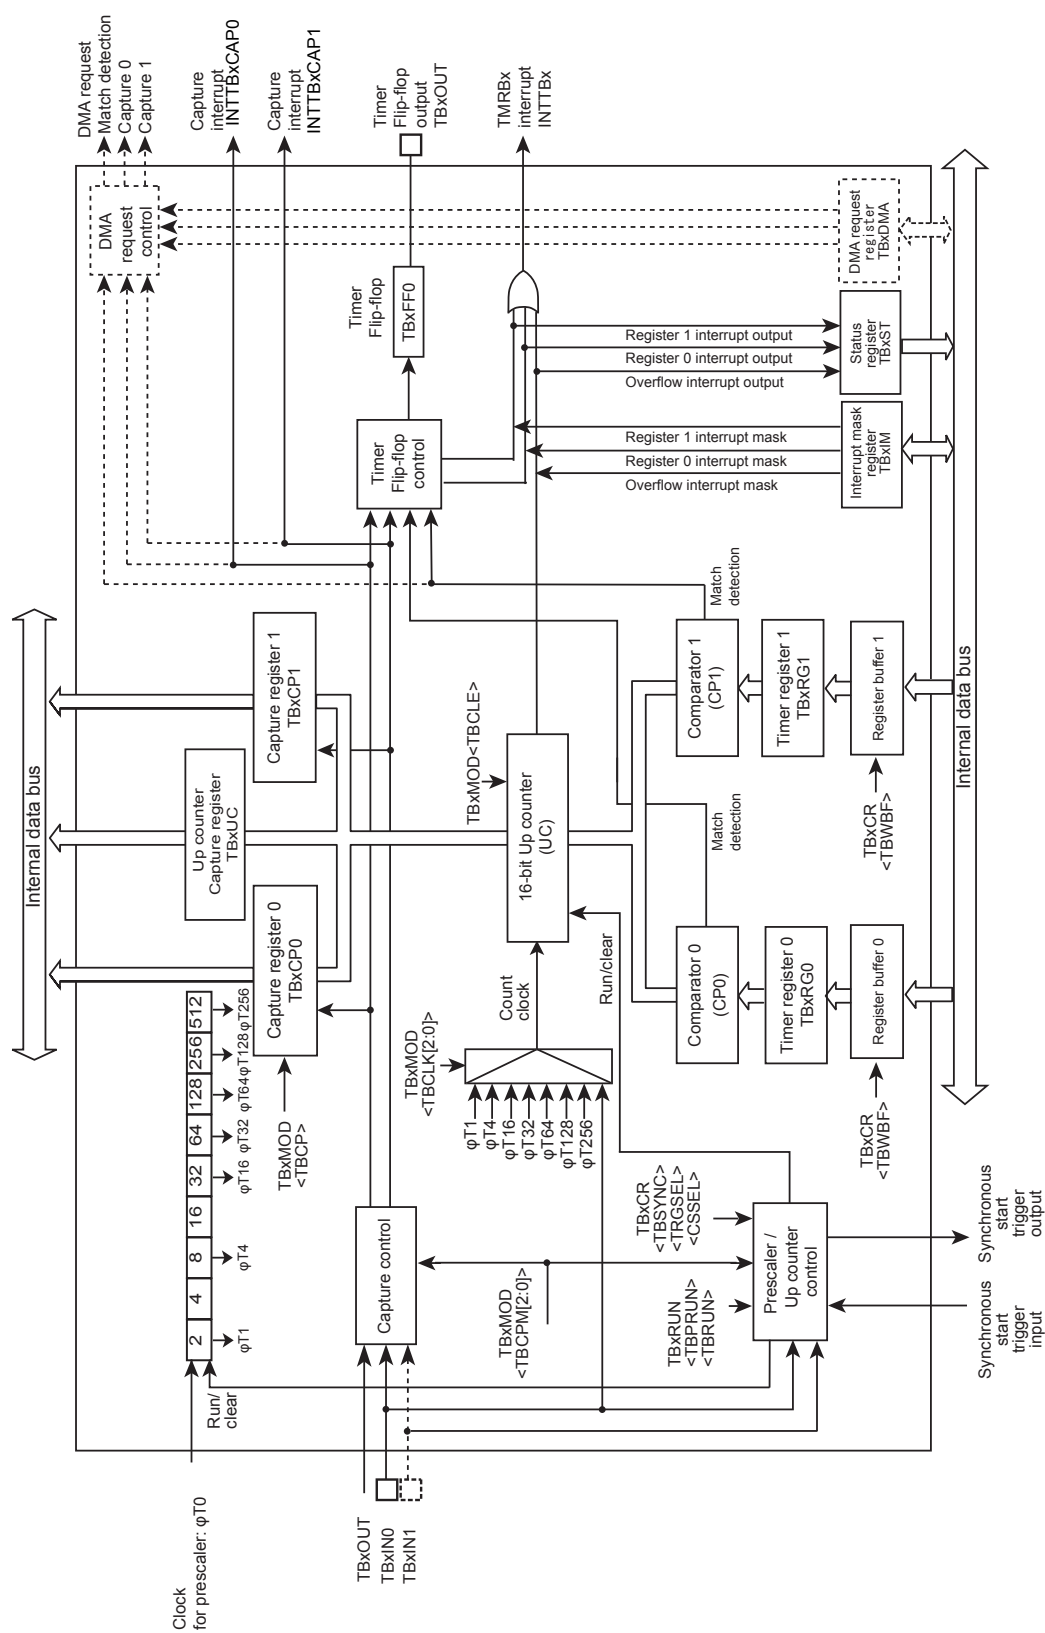 Clock
for prescaler: φT0
Run/
clear
2
4
8
16
32
64
128
256
512
φT1
φT4
φT16
φT32
φT64
φT128
φT256
Internal data bus
TBxOUT
TBxIN0
TBxIN1
Capture control
TBxMOD
<TBCP>
Capture register 0
TBxCP0
Up counter
Capture register
TBxUC
Capture register 1
TBxCP1
DMA request
Match detection
Capture 0
Capture 1
DMA
request
control
Capture
interrupt
INTTBxCAP0
Capture
interrupt
INTTBxCAP1
Timer
Flip-flop
output
TBxOUT
TMRBx
interrupt
INTTBx
TBxMOD
<TBCLK[2:0]>
φT1
φT4
φT16
φT32
φT64
φT128
φT256
Count
clock
TBxMOD<TBCLE>
16-bit Up counter
(UC)
Run/clear
Timer
Flip-flop
control
Timer
Flip-flop
TBxFF0
TBxMOD
<TBCPM[2:0]>
TBxRUN
<TBPRUN>
<TBRUN>
TBxCR
<TBSYNC>
<TRGSEL>
<CSSEL>
Prescaler /
Up counter
control
Synchronous
start
trigger
input
Synchronous
start
trigger
output
Comparator 0
(CP0)
Match
detection
Timer register 0
TBxRG0
Register buffer 0
TBxCR
<TBWBF>
Comparator 1
(CP1)
Match
detection
Timer register 1
TBxRG1
Register buffer 1
TBxCR
<TBWBF>
Register 1 interrupt output
Register 0 interrupt output
Overflow interrupt output
Register 1 interrupt mask
Register 0 interrupt mask
Overflow interrupt mask
Interrupt mask
register
TBxIM
Status
register
TBxST
DMA request
register
TBxDMA
Internal data bus